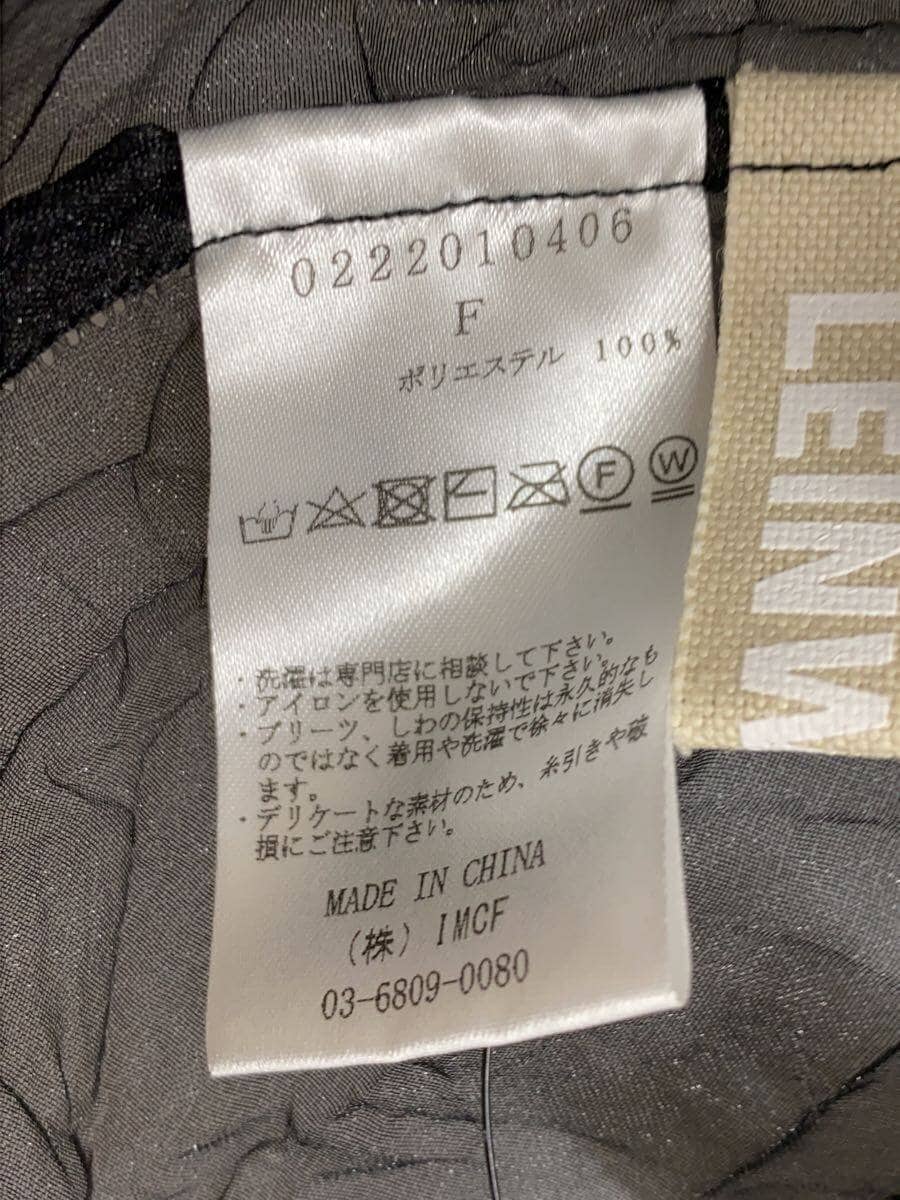 0222010406
F
ポリエステル 100%
F W
・洗濯は専門店に相談して下さい。
・アイロンを使用しないで下さい。
・プリーツ、しわの保持性は永久的なも
のではなく着用や洗濯で徐々に消失し
ます。
・デリケートな素材のため、糸引きや破
損にご注意下さい。
MADE IN CHINA
(株) IMCF
03-6809-0080
LEINW